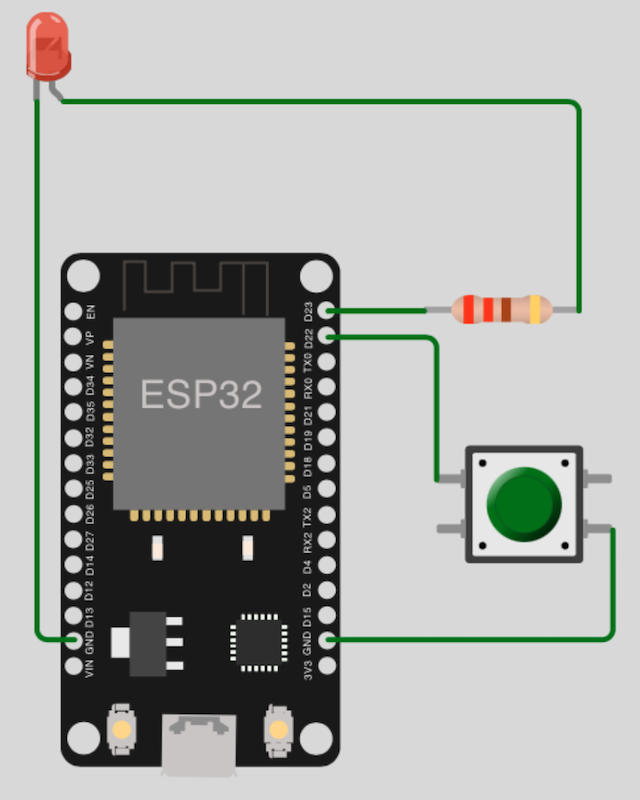 ESP32
EN
VP
VN
D34
D35
D32
D33
D25
D26
D27
D14
D12
D13
GND
VIN
D23
D22
TX0
RX0
D21
D19
D18
D5
TX2
RX2
D4
D2
D15
GND
3V3